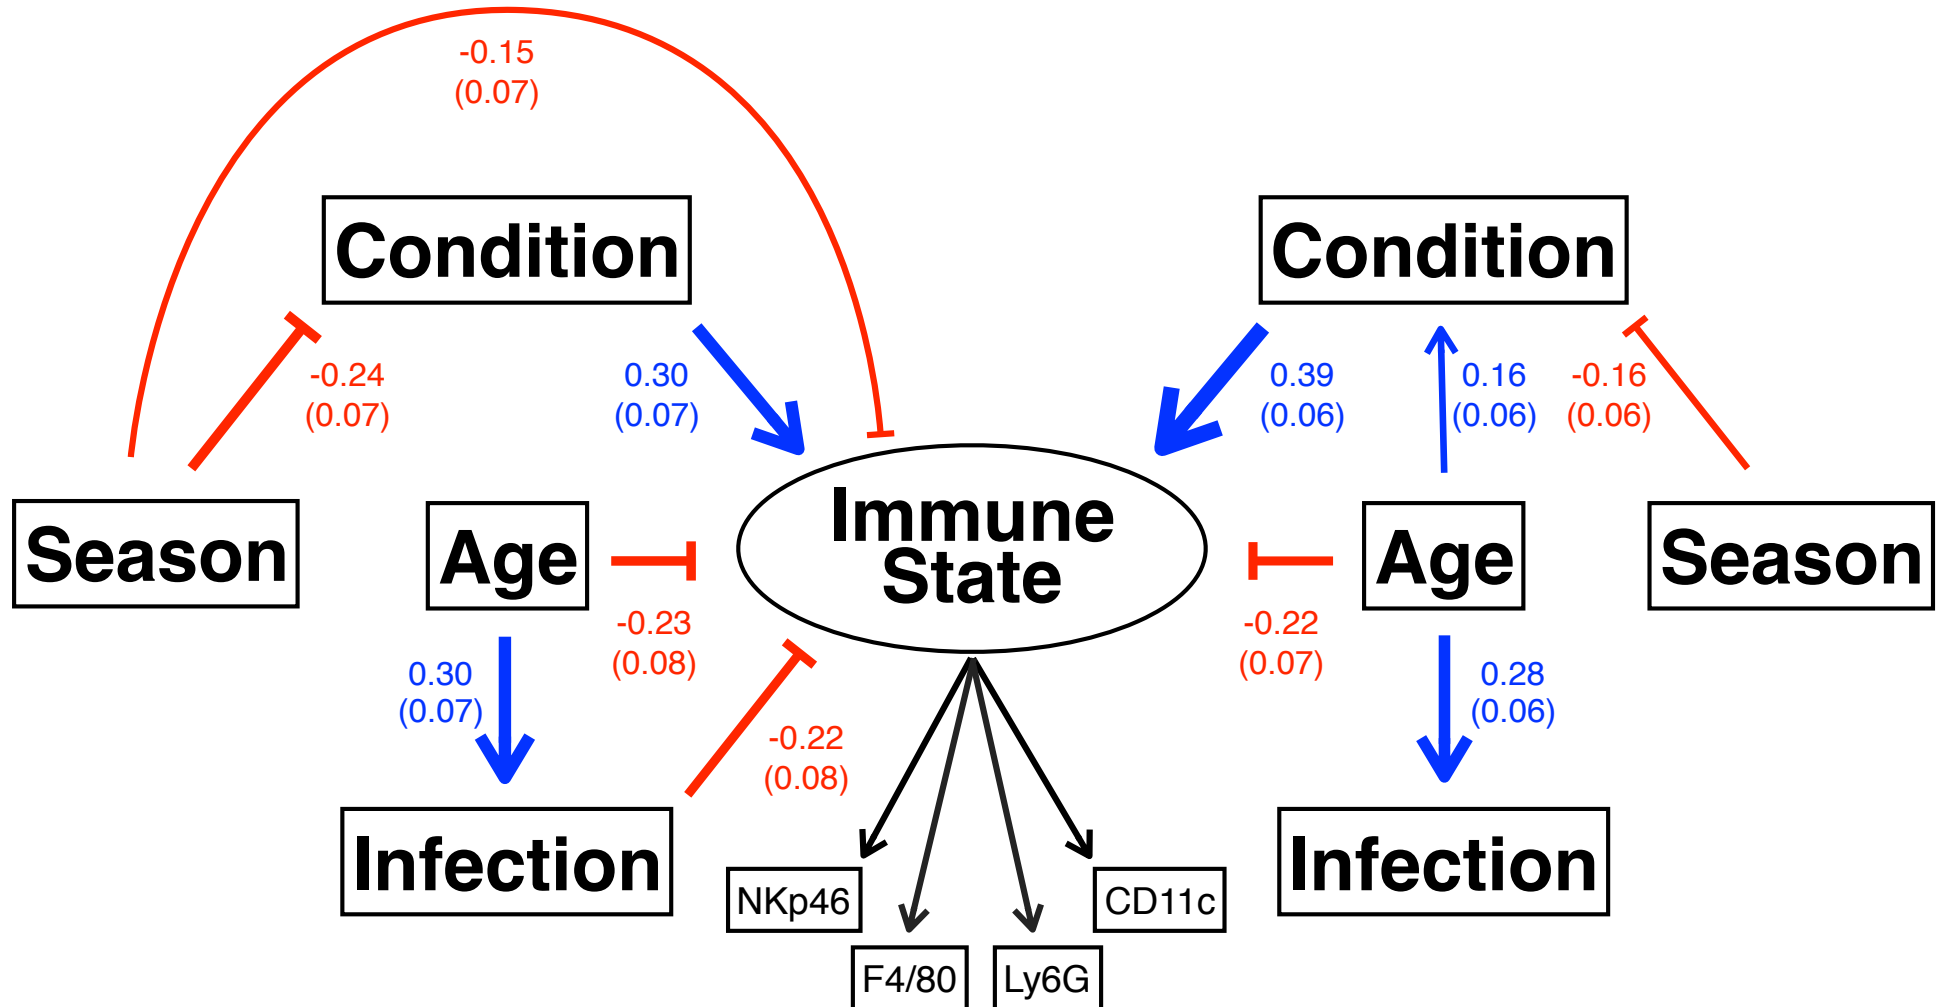 -0.15
(0.07)
Condition
Condition
-0.24
(0.07)
0.30
(0.07)
0.39
(0.06)
0.16
(0.06)
-0.16
(0.06)
Season
Age
Immune
State
Age
Season
-0.23
(0.08)
-0.22
(0.07)
0.30
(0.07)
0.28
(0.06)
-0.22
(0.08)
Infection
Infection
NKp46
CD11c
F4/80
Ly6G